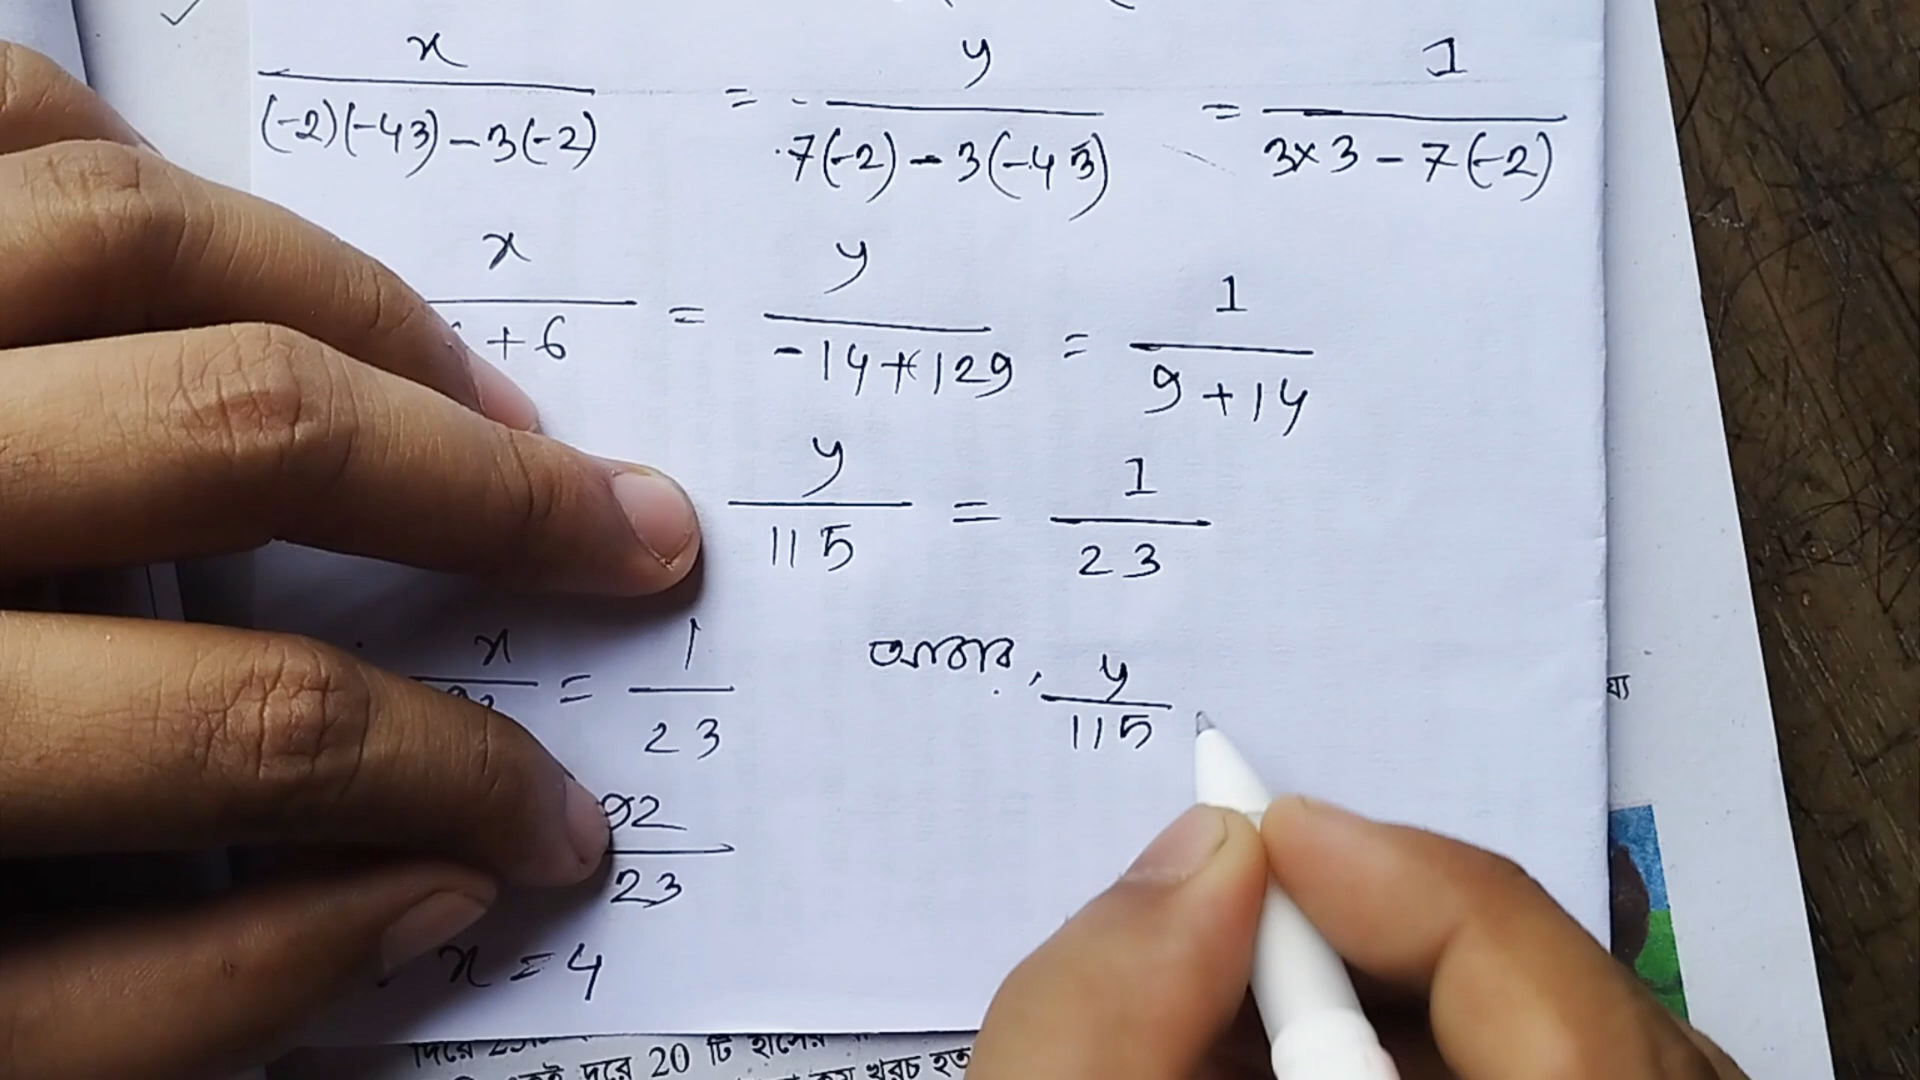 x / (-2)(-43) - 3(-2) = y / 7(-2) - 3(-43) = 1 / 3×3 - 7(-2)
x / + 6 = y / -14 + 129 = 1 / 9 + 14
y / 115 = 1 / 23
x / = 1 / 23 আবার, y / 115
92 / 23
x = 4
20 টি
দরে খরচ